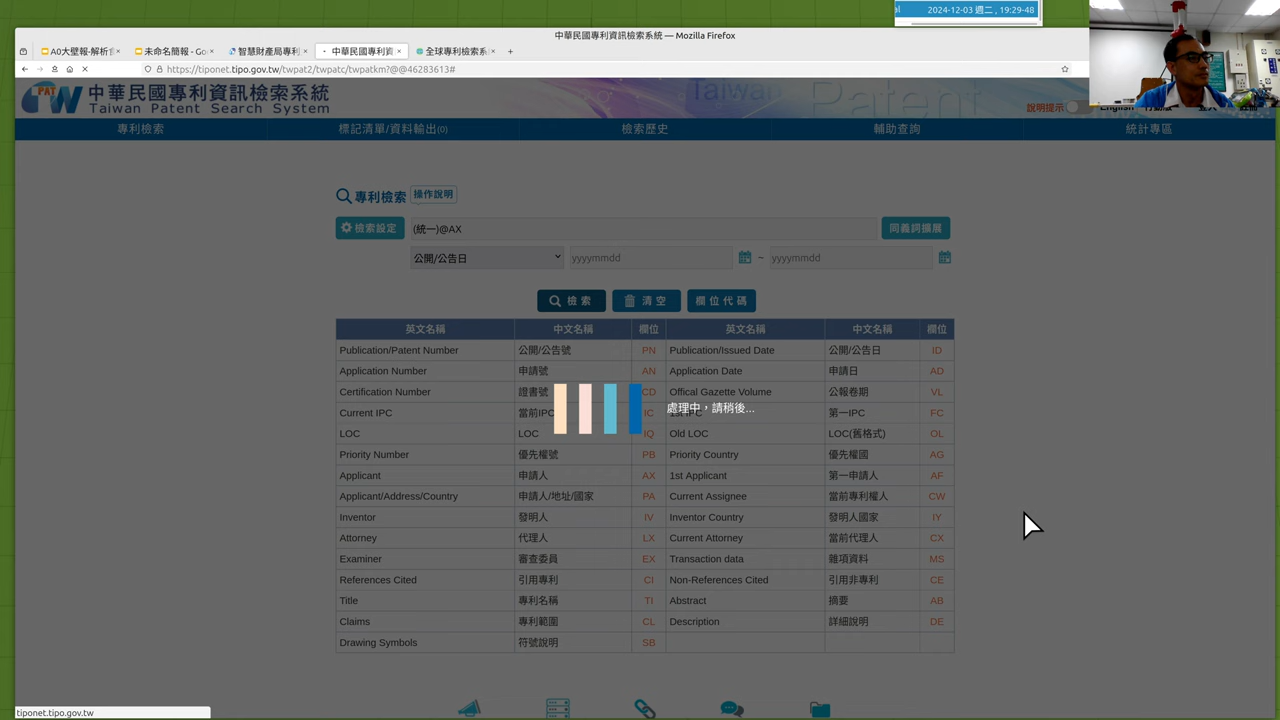 2024-12-03 週二 , 19:29-48
中華民國專利資訊檢索系統 — Mozilla Firefox
A0大壁報-解析
未命名簡報 - Go
智慧財產局專利
中華民國專利資
全球專利檢索系
https://tiponet.tipo.gov.tw/twpat2/twpatc/twpatkm?@@46283613#
PAT
TW
中華民國專利資訊檢索系統
Taiwan Patent Search System
Taiwan Patent
說明提示
English
專利檢索
標記清單/資料輸出(0)
檢索歷史
輔助查詢
統計專區
專利檢索 操作說明
檢索設定 (統一)@AX 同義詞擴展
公開/公告日 yyyymmdd ~ yyyymmdd
檢索 清空 欄位代碼
英文名稱 中文名稱 欄位 英文名稱 中文名稱 欄位
Publication/Patent Number 公開/公告號 PN Publication/Issued Date 公開/公告日 ID
Application Number 申請號 AN Application Date 申請日 AD
Certification Number 證書號 CD Offical Gazette Volume 公報卷期 VL
Current IPC 當前IPC IC 1st IPC 第一IPC FC
處理中，請稍後...
LOC LOC IQ Old LOC LOC(舊格式) OL
Priority Number 優先權號 PB Priority Country 優先權國 AG
Applicant 申請人 AX 1st Applicant 第一申請人 AF
Applicant/Address/Country 申請人/地址/國家 PA Current Assignee 當前專利權人 CW
Inventor 發明人 IV Inventor Country 發明人國家 IY
Attorney 代理人 LX Current Attorney 當前代理人 CX
Examiner 審查委員 EX Transaction data 雜項資料 MS
References Cited 引用專利 CI Non-References Cited 引用非專利 CE
Title 專利名稱 TI Abstract 摘要 AB
Claims 專利範圍 CL Description 詳細說明 DE
Drawing Symbols 符號說明 SB
tiponet.tipo.gov.tw